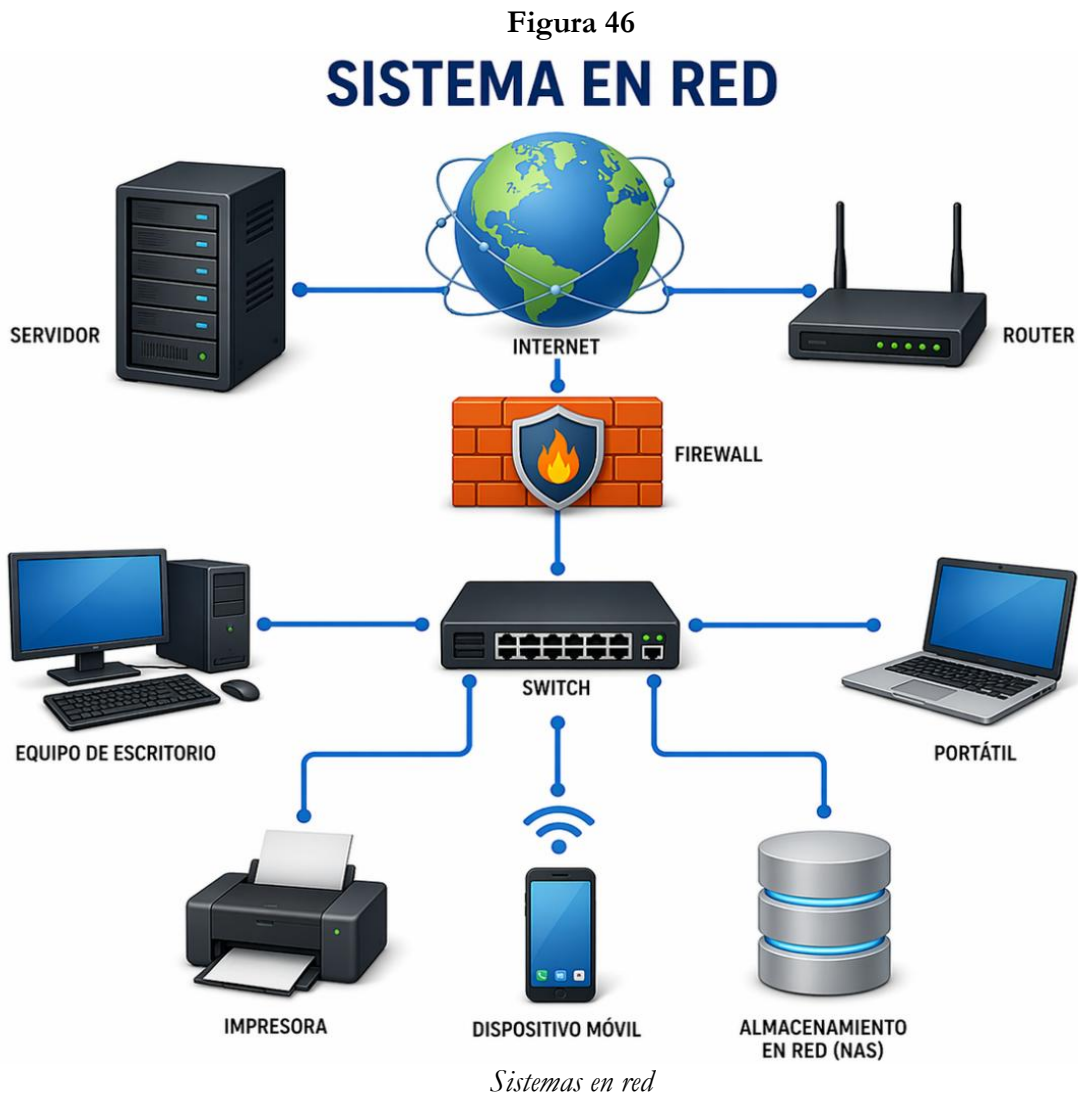 Figura 46
SISTEMA EN RED
SERVIDOR
INTERNET
ROUTER
FIREWALL
SWITCH
EQUIPO DE ESCRITORIO
PORTÁTIL
IMPRESORA
DISPOSITIVO MÓVIL
ALMACENAMIENTO
EN RED (NAS)
Sistemas en red